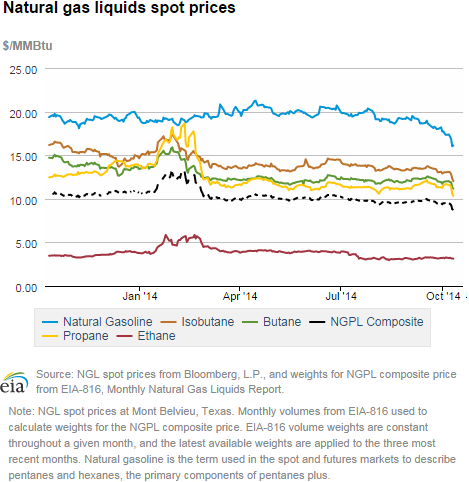 Natural gas liquids spot prices
$/MMBtu
25.00
20.00
15.00
10.00
5.00
0.00
Jan '14
Apr '14
Jul '14
Oct '14
Natural Gasoline
Isobutane
Butane
NGPL Composite
Propane
Ethane
eia
Source: NGL spot prices from Bloomberg, L.P., and weights for NGPL composite price
from EIA-816, Monthly Natural Gas Liquids Report.
Note: NGL spot prices at Mont Belvieu, Texas. Monthly volumes from EIA-816 used to
calculate weights for the NGPL composite price. EIA-816 volume weights are constant
throughout a given month, and the latest available weights are applied to the three most
recent months. Natural gasoline is the term used in the spot and futures markets to describe
pentanes and hexanes, the primary components of pentanes plus.